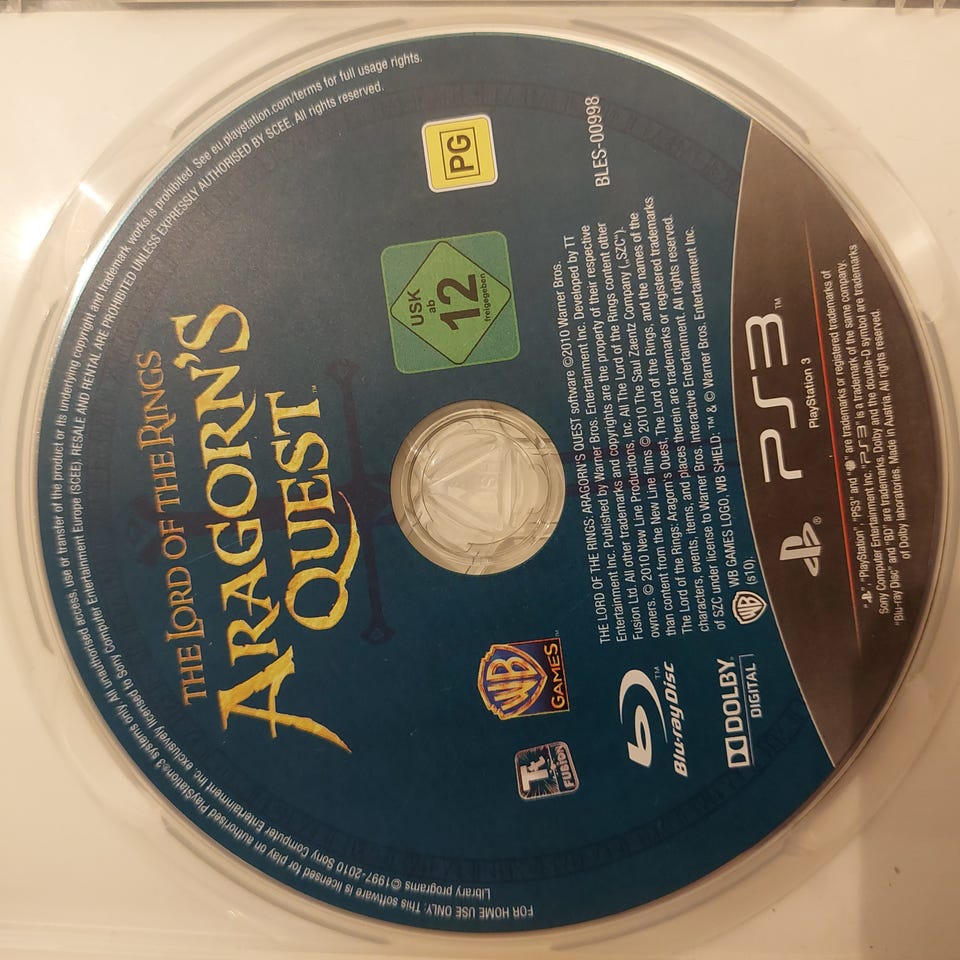 FOR HOME USE ONLY. This software is licensed for play on authorised PlayStation®3 systems only. All unauthorised access, use or transfer of the product or its underlying copyright and trademark works is prohibited. See eu.playstation.com/terms for full usage rights.
Library programs ©1997-2010 Sony Computer Entertainment Inc. exclusively licensed to Sony Computer Entertainment Europe (SCEE). RESALE AND RENTAL ARE PROHIBITED UNLESS EXPRESSLY AUTHORISED BY SCEE. All rights reserved.
THE LORD OF THE RINGS
ARAGORN'S
QUEST™
TT
FUSION
WB
GAMES
USK
ab
12
freigegeben
PG
BLES-00998
Blu-ray Disc™
DOLBY
DIGITAL
THE LORD OF THE RINGS: ARAGORN'S QUEST software ©2010 Warner Bros.
Entertainment Inc. Published by Warner Bros. Entertainment Inc. Developed by TT
Fusion Ltd. All other trademarks and copyrights are the property of their respective
owners. © 2010 New Line Productions, Inc. All The Lord of the Rings content other
than content from the New Line films © 2010 The Saul Zaentz Company („SZC").
The Lord of the Rings: Aragorn's Quest, The Lord of the Rings, and the names of the
characters, events, items, and places therein are trademarks or registered trademarks
of SZC under license to Warner Bros. Interactive Entertainment. All rights reserved.
WB GAMES LOGO, WB SHIELD: ™ & © Warner Bros. Entertainment Inc.
(s10).
PS3™
PlayStation 3
", "PlayStation", "PS3" and " " are trademarks or registered trademarks of
Sony Computer Entertainment Inc. "PS3" is a trademark of the same company.
"Blu-ray Disc" and "BD" are trademarks. Dolby and the double-D symbol are trademarks
of Dolby laboratories. Made in Austria. All rights reserved.